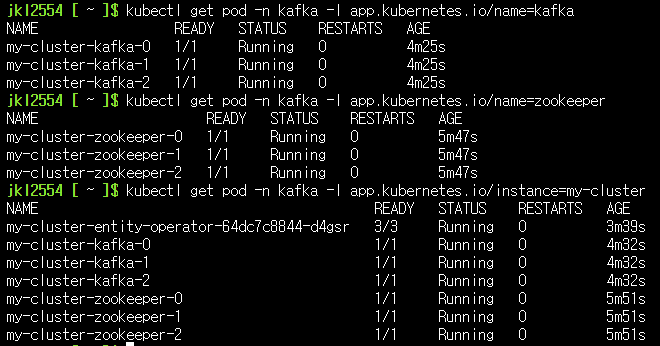 jkl2554 [ ~ ]$ kubectl get pod -n kafka -l app.kubernetes.io/name=kafka
NAME READY STATUS RESTARTS AGE
my-cluster-kafka-0 1/1 Running 0 4m25s
my-cluster-kafka-1 1/1 Running 0 4m25s
my-cluster-kafka-2 1/1 Running 0 4m25s
jkl2554 [ ~ ]$ kubectl get pod -n kafka -l app.kubernetes.io/name=zookeeper
NAME READY STATUS RESTARTS AGE
my-cluster-zookeeper-0 1/1 Running 0 5m47s
my-cluster-zookeeper-1 1/1 Running 0 5m47s
my-cluster-zookeeper-2 1/1 Running 0 5m47s
jkl2554 [ ~ ]$ kubectl get pod -n kafka -l app.kubernetes.io/instance=my-cluster
NAME READY STATUS RESTARTS AGE
my-cluster-entity-operator-64dc7c8844-d4gsr 3/3 Running 0 3m39s
my-cluster-kafka-0 1/1 Running 0 4m32s
my-cluster-kafka-1 1/1 Running 0 4m32s
my-cluster-kafka-2 1/1 Running 0 4m32s
my-cluster-zookeeper-0 1/1 Running 0 5m51s
my-cluster-zookeeper-1 1/1 Running 0 5m51s
my-cluster-zookeeper-2 1/1 Running 0 5m51s